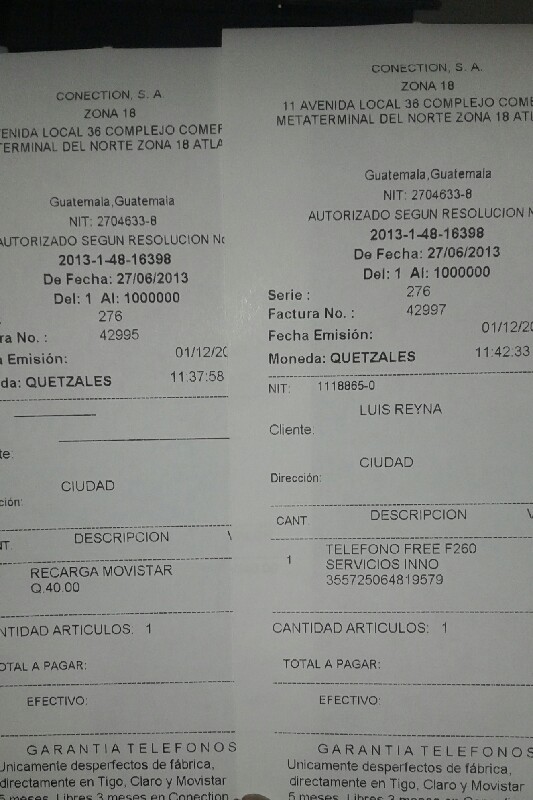 CONECTION, S. A.
ZONA 18
ENIDA LOCAL 36 COMPLEJO COMER
TERMINAL DEL NORTE ZONA 18 ATLA
Guatemala,Guatemala
NIT: 2704633-8
AUTORIZADO SEGUN RESOLUCION No
2013-1-48-16398
De Fecha: 27/06/2013
Del: 1 Al: 1000000
: 276
ra No. : 42995
a Emisión: 01/12/20
da: QUETZALES 11:37:58
te.
CIUDAD
ción:
NT. DESCRIPCION V
RECARGA MOVISTAR
Q.40.00
NTIDAD ARTICULOS: 1
OTAL A PAGAR:
EFECTIVO:
GARANTIA TELEFONOS
Unicamente desperfectos de fábrica,
directamente en Tigo, Claro y Movistar
6 meses. Libres 3 meses en Conection
CONECTION, S. A.
ZONA 18
11 AVENIDA LOCAL 36 COMPLEJO COME
METATERMINAL DEL NORTE ZONA 18 ATL
Guatemala,Guatemala
NIT: 2704633-8
AUTORIZADO SEGUN RESOLUCION N
2013-1-48-16398
De Fecha: 27/06/2013
Del: 1 Al: 1000000
Serie : 276
Factura No. : 42997
Fecha Emisión: 01/12/20
Moneda: QUETZALES 11:42:33
NIT: 1118865-0
LUIS REYNA
Cliente.
CIUDAD
Dirección:
CANT. DESCRIPCION V
1 TELEFONO FREE F260
SERVICIOS INNO
355725064819579
CANTIDAD ARTICULOS: 1
TOTAL A PAGAR:
EFECTIVO:
GARANTIA TELEFONOS
Unicamente desperfectos de fábrica,
directamente en Tigo, Claro y Movistar
meses. Libres 3 meses en Conection